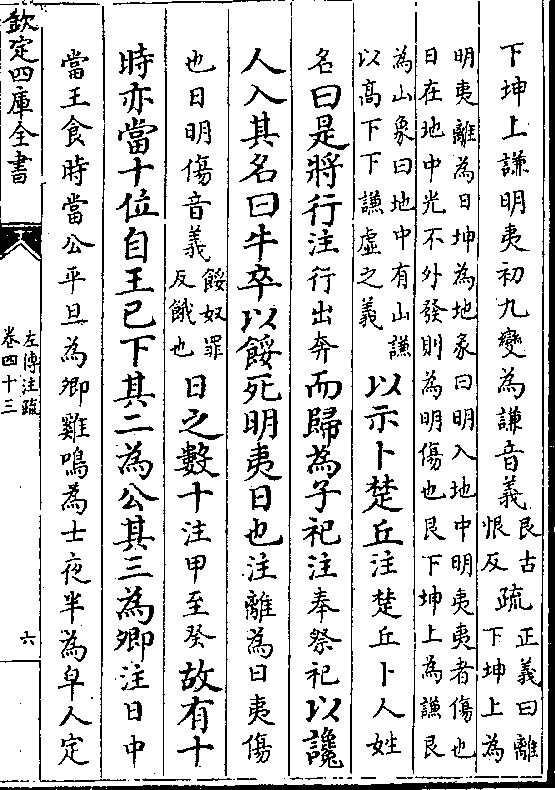 下坤上謙明夷初九變為謙音義艮古恨反疏正義曰離下坤上為
明夷離為日坤為地象曰明入地中明夷夷者傷也
日在地中光不外發則為明傷也艮下坤上為謙艮
為山象曰地中有山謙
以高下下謙虛之義以示卜楚丘注楚丘卜人姓
名曰是將行注行出奔而歸為子祀注奉祭祀以讒
人入其名曰牛卒以餒死明夷日也注離為日夷傷
也日明傷音義餒奴罪反餓也日之數十注甲至癸故有十
時亦當十位自王已下其二為公其三為卿注日中
當王食時當公平旦為卿雞鳴為士夜半為皁人定
欽定四庫全書
左傳注疏
卷四十三
六